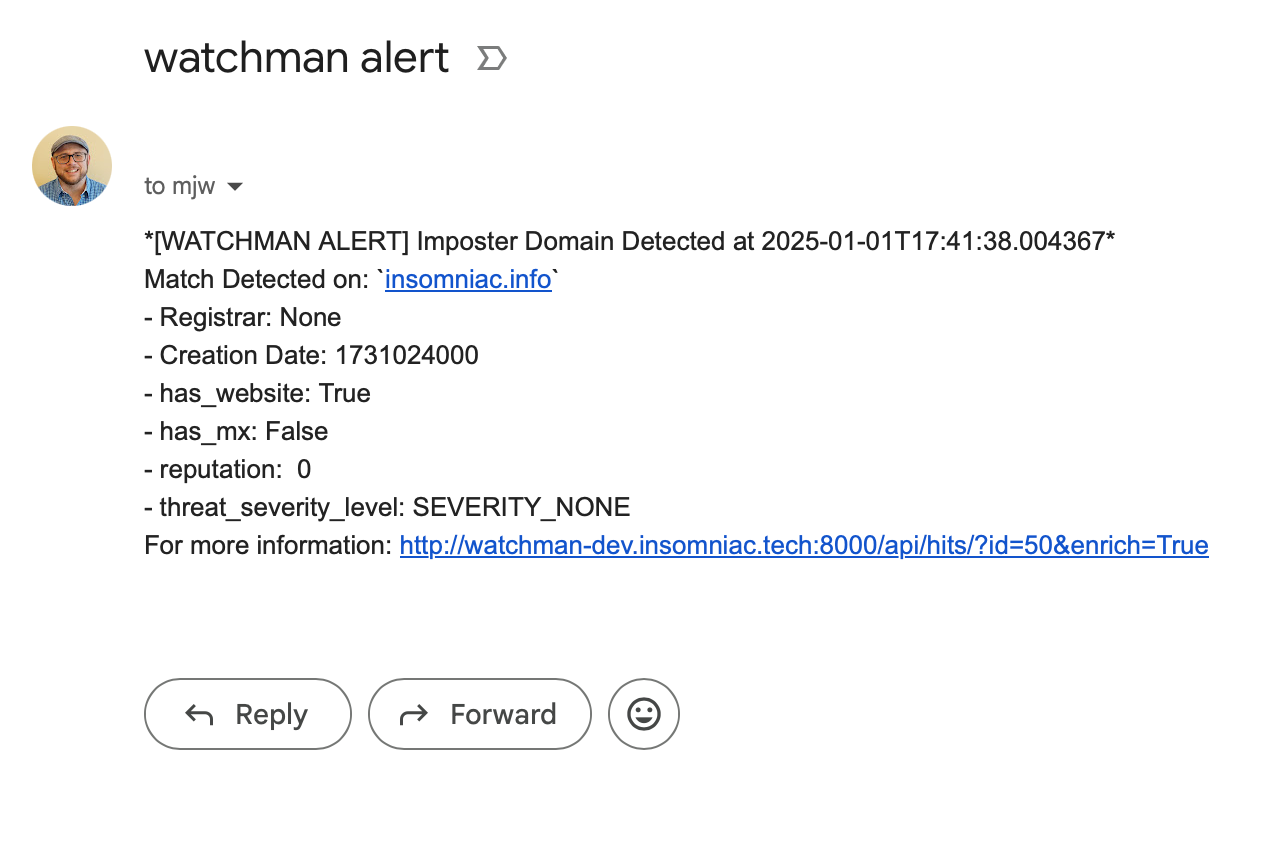 watchman alert
to mjw
*[WATCHMAN ALERT] Imposter Domain Detected at 2025-01-01T17:41:38.004367*
Match Detected on: `insomniac.info`
- Registrar: None
- Creation Date: 1731024000
- has_website: True
- has_mx: False
- reputation:  0
- threat_severity_level: SEVERITY_NONE
For more information: http://watchman-dev.insomniac.tech:8000/api/hits/?id=50&enrich=True
Reply Forward